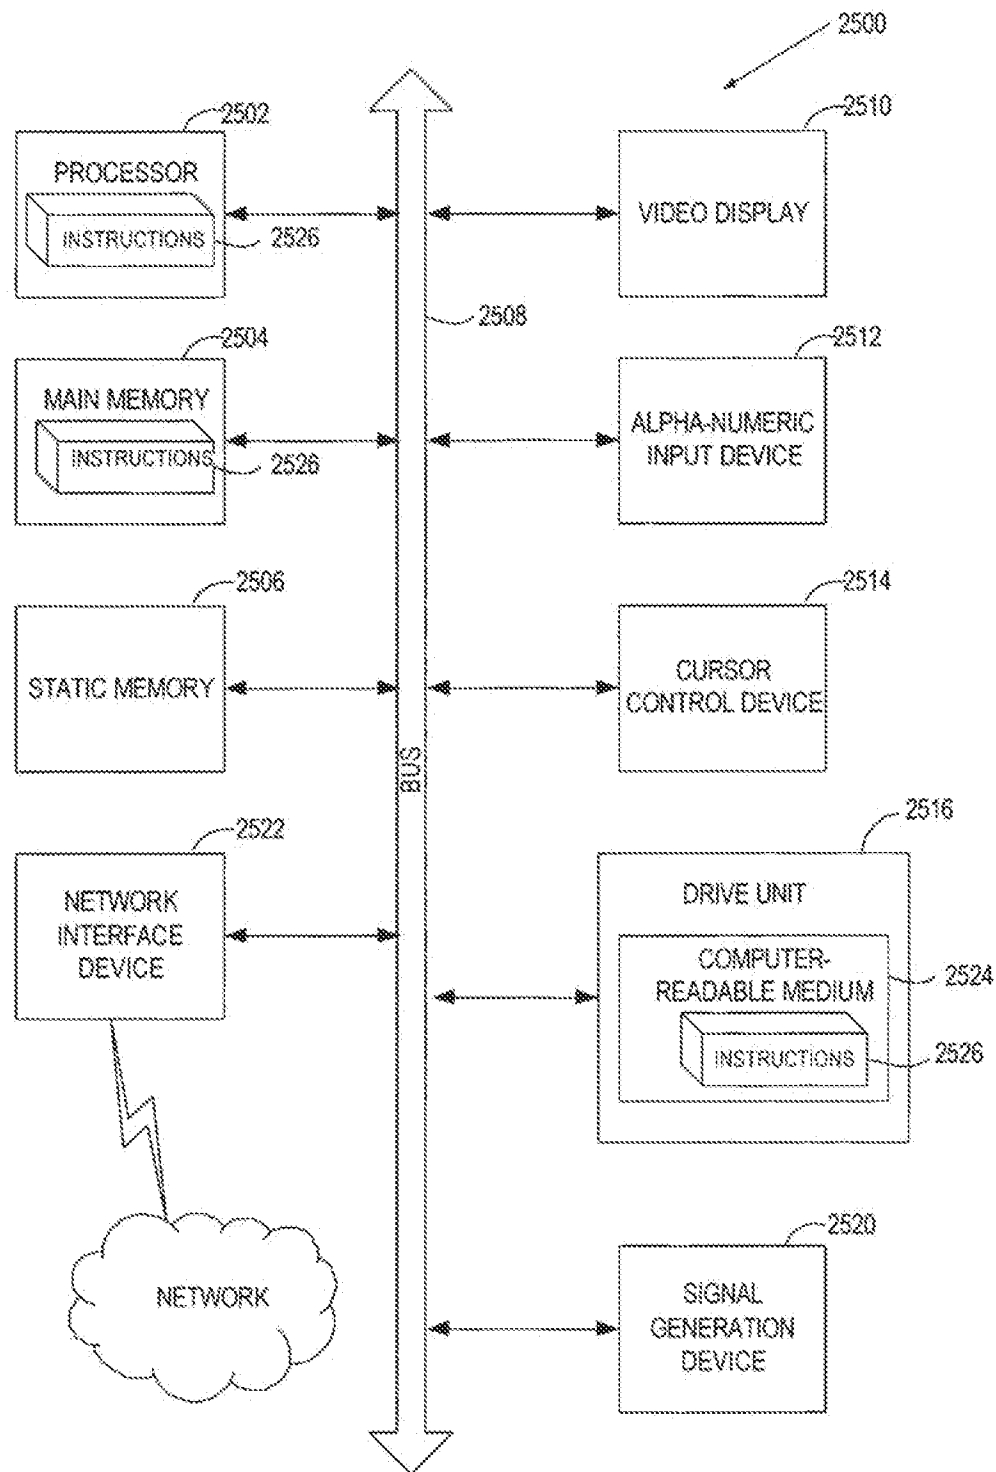 2500
2502
PROCESSOR
INSTRUCTIONS
2526
2510
VIDEO DISPLAY
2508
2504
MAIN MEMORY
INSTRUCTIONS
2526
2512
ALPHA-NUMERIC
INPUT DEVICE
2506
STATIC MEMORY
2514
CURSOR
CONTROL DEVICE
BUS
2522
NETWORK
INTERFACE
DEVICE
2516
DRIVE UNIT
COMPUTER-
READABLE MEDIUM
2524
INSTRUCTIONS
2526
NETWORK
2520
SIGNAL
GENERATION
DEVICE